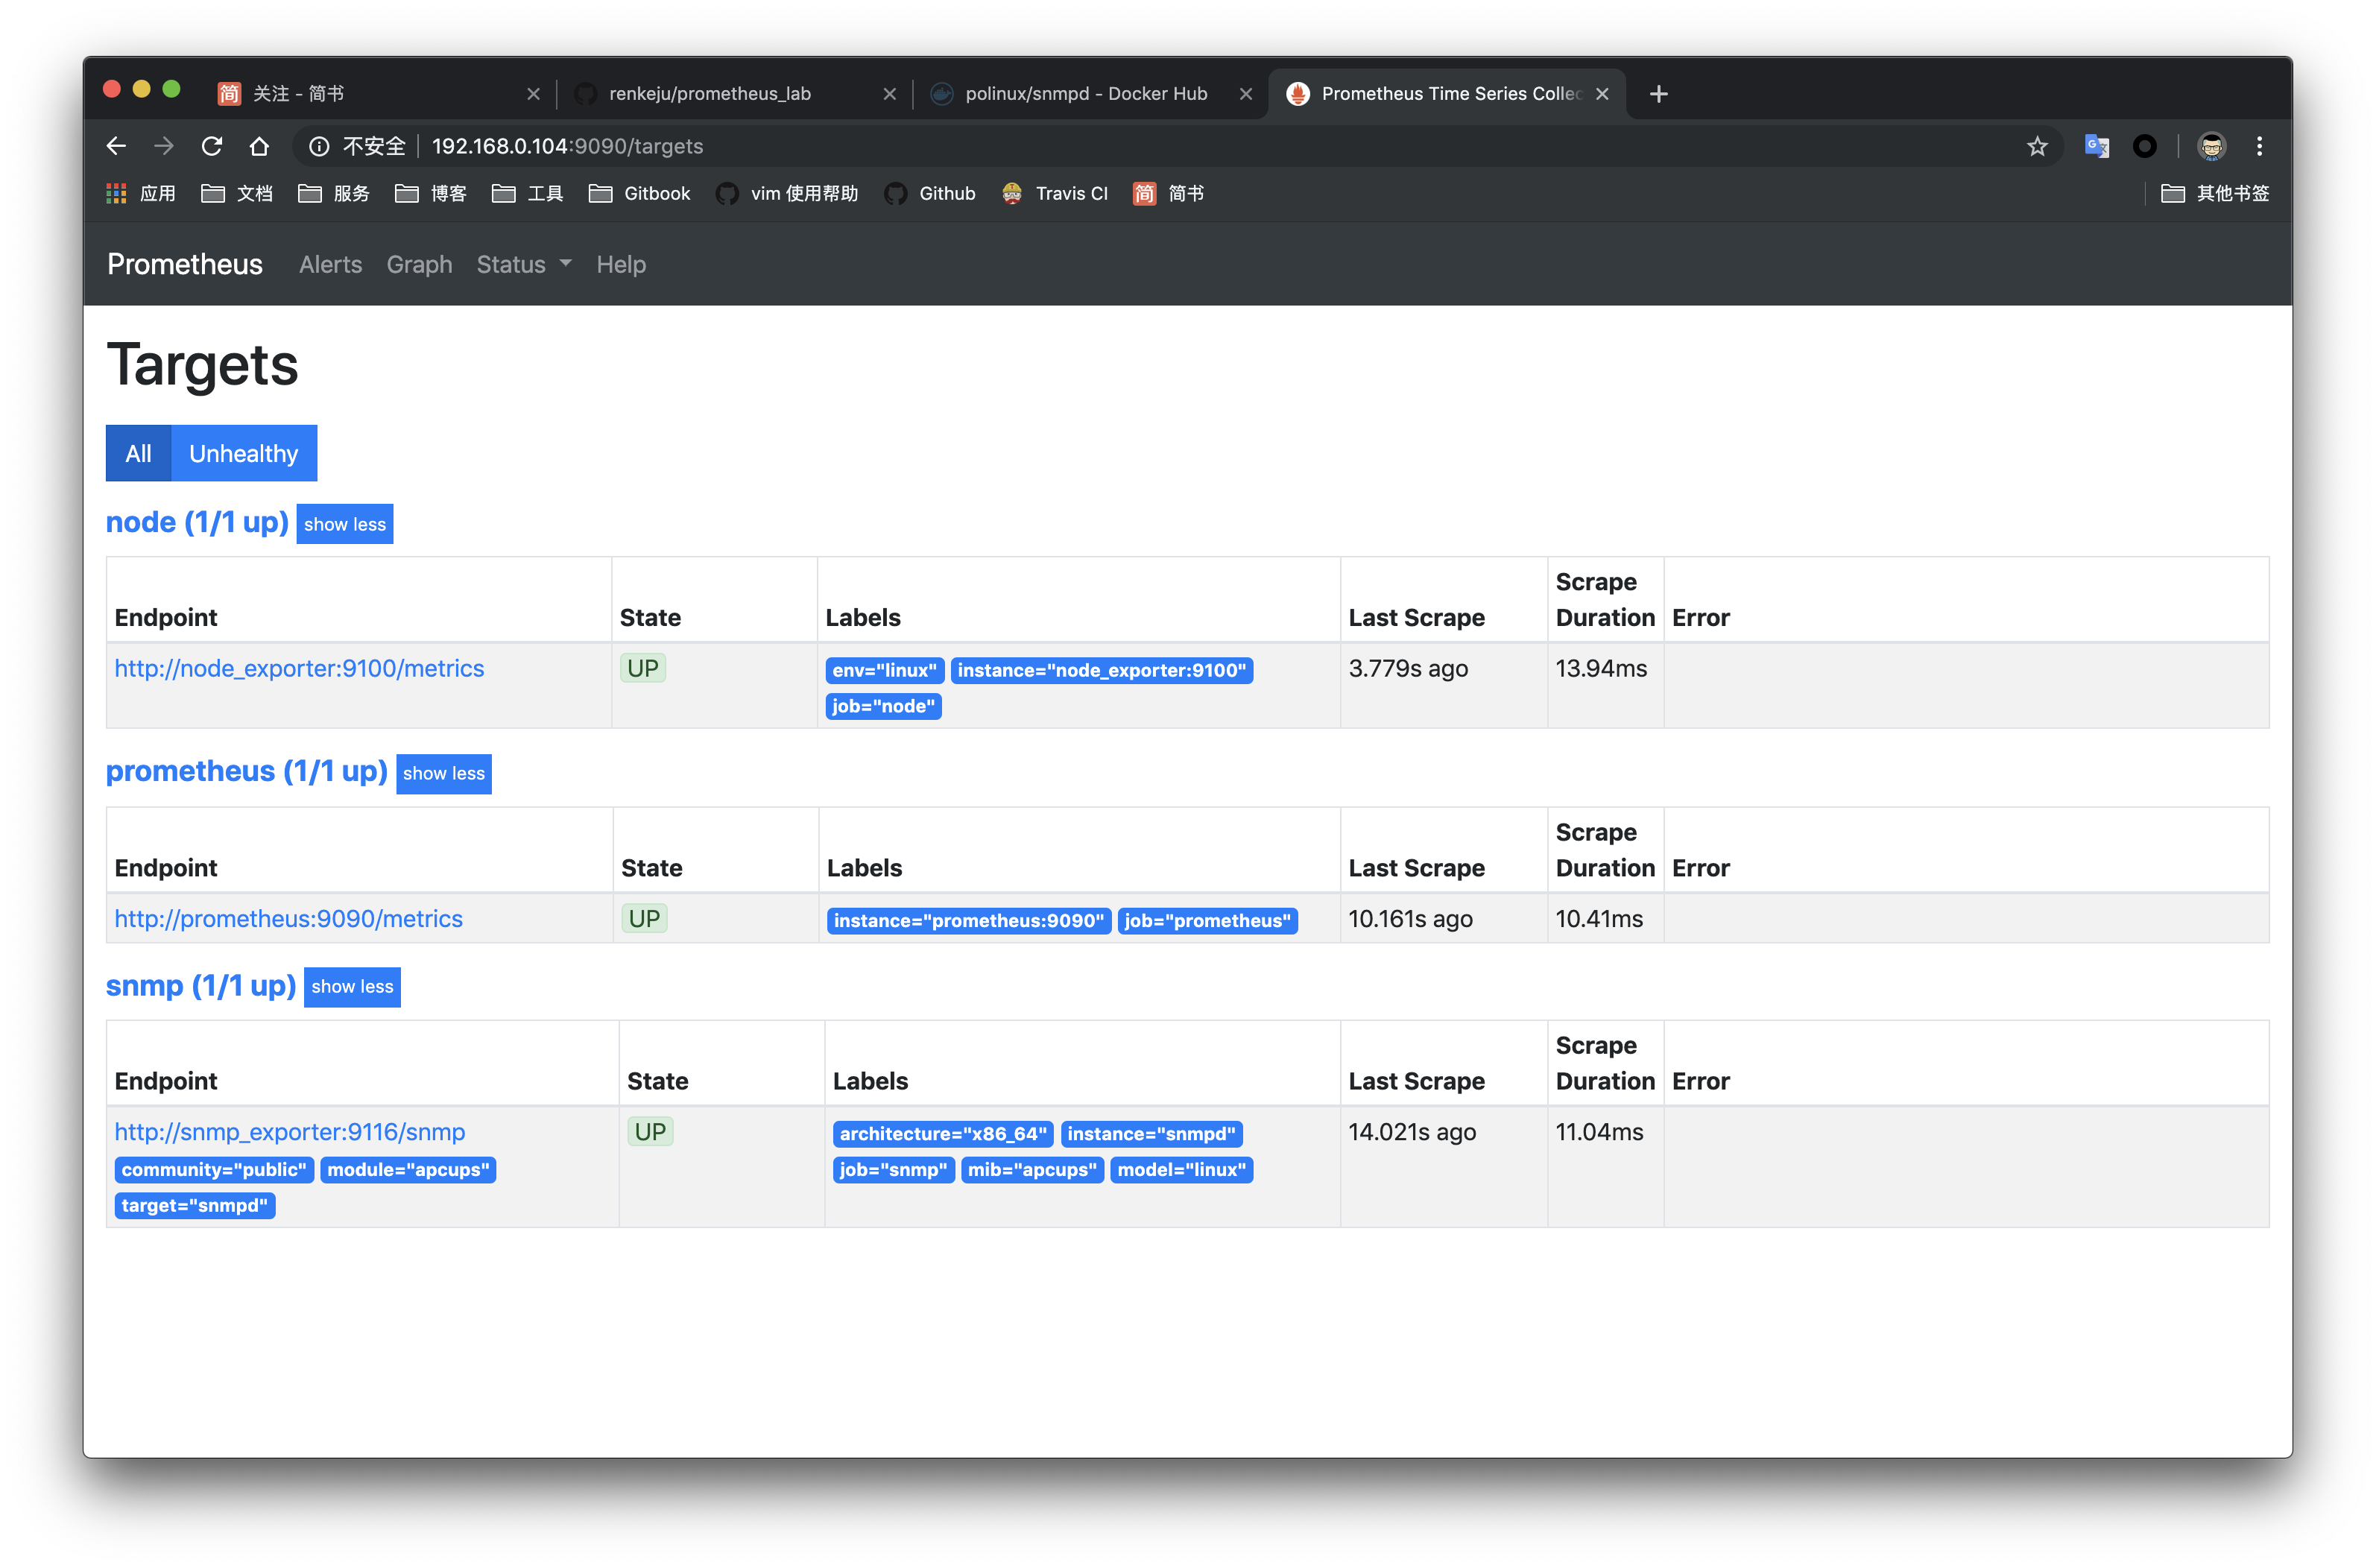 关注 - 简书
renkeju/prometheus_lab
polinux/snmpd - Docker Hub
Prometheus Time Series Collec
不安全 192.168.0.104:9090/targets
应用 文档 服务 博客 工具 Gitbook vim 使用帮助 Github Travis CI 简 简书 其他书签
Prometheus Alerts Graph Status Help
Targets
All Unhealthy
node (1/1 up) show less
Endpoint State Labels Last Scrape Scrape Duration Error
http://node_exporter:9100/metrics UP env="linux" instance="node_exporter:9100" 3.779s ago 13.94ms
job="node"
prometheus (1/1 up) show less
Endpoint State Labels Last Scrape Scrape Duration Error
http://prometheus:9090/metrics UP instance="prometheus:9090" job="prometheus" 10.161s ago 10.41ms
snmp (1/1 up) show less
Endpoint State Labels Last Scrape Scrape Duration Error
http://snmp_exporter:9116/snmp UP architecture="x86_64" instance="snmpd" 14.021s ago 11.04ms
community="public" module="apcups" job="snmp" mib="apcups" model="linux"
target="snmpd"